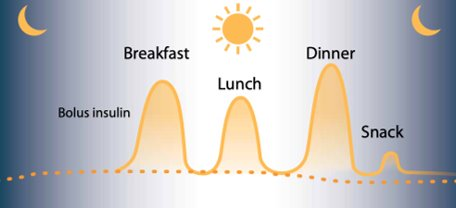 Breakfast
Dinner
Lunch
Bolus insulin
Snack